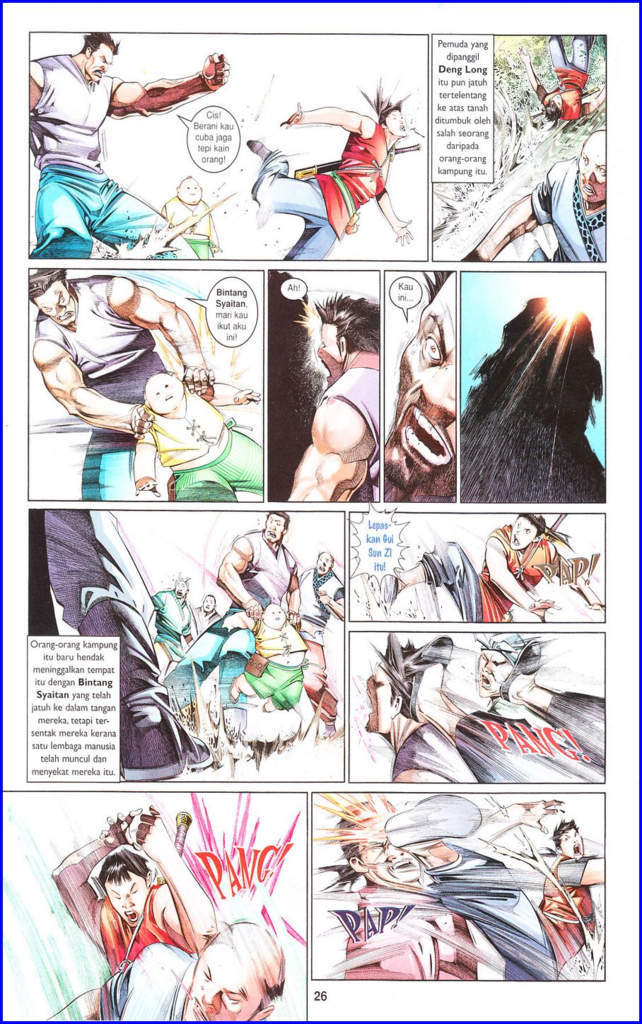 Cis!
Berani kau
cuba jaga
tepi kain
orang!
Pemuda yang
dipanggil
Deng Long
itu pun jatuh
tertelentang
ke atas tanah
ditumbuk oleh
salah seorang
daripada
orang-orang
kampung itu.
Bintang
Syaitan,
mari kau
ikut aku
ini!
Ah!
Kau
ini...
Orang-orang kampung
itu baru hendak
meninggalkan tempat
itu dengan Bintang
Syaitan yang telah
jatuh ke dalam tangan
mereka, tetapi ter-
sentak mereka kerana
satu lembaga manusia
telah muncul dan
menyekat mereka itu.
Lepas-
kan Gui
Sun Zi
itu!
PAP!
PANG!
PANG!
PAP!
26